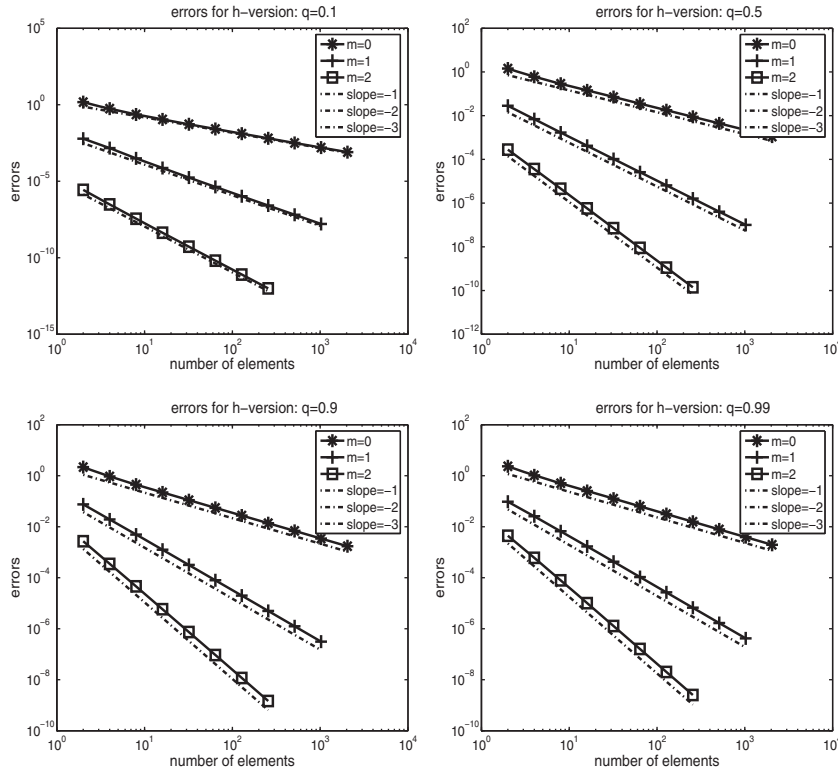 errors for h−version: q=0.1
10^5
10^0
10^−5
10^−10
10^−15
errors
m=0
m=1
m=2
slope=−1
slope=−2
slope=−3
10^0 10^1 10^2 10^3 10^4
number of elements
errors for h−version: q=0.5
10^2
10^0
10^−2
10^−4
10^−6
10^−8
10^−10
10^−12
errors
m=0
m=1
m=2
slope=−1
slope=−2
slope=−3
10^0 10^1 10^2 10^3 10^4
number of elements
errors for h−version: q=0.9
10^2
10^0
10^−2
10^−4
10^−6
10^−8
10^−10
errors
m=0
m=1
m=2
slope=−1
slope=−2
slope=−3
10^0 10^1 10^2 10^3 10^4
number of elements
errors for h−version: q=0.99
10^2
10^0
10^−2
10^−4
10^−6
10^−8
10^−10
errors
m=0
m=1
m=2
slope=−1
slope=−2
slope=−3
10^0 10^1 10^2 10^3 10^4
number of elements